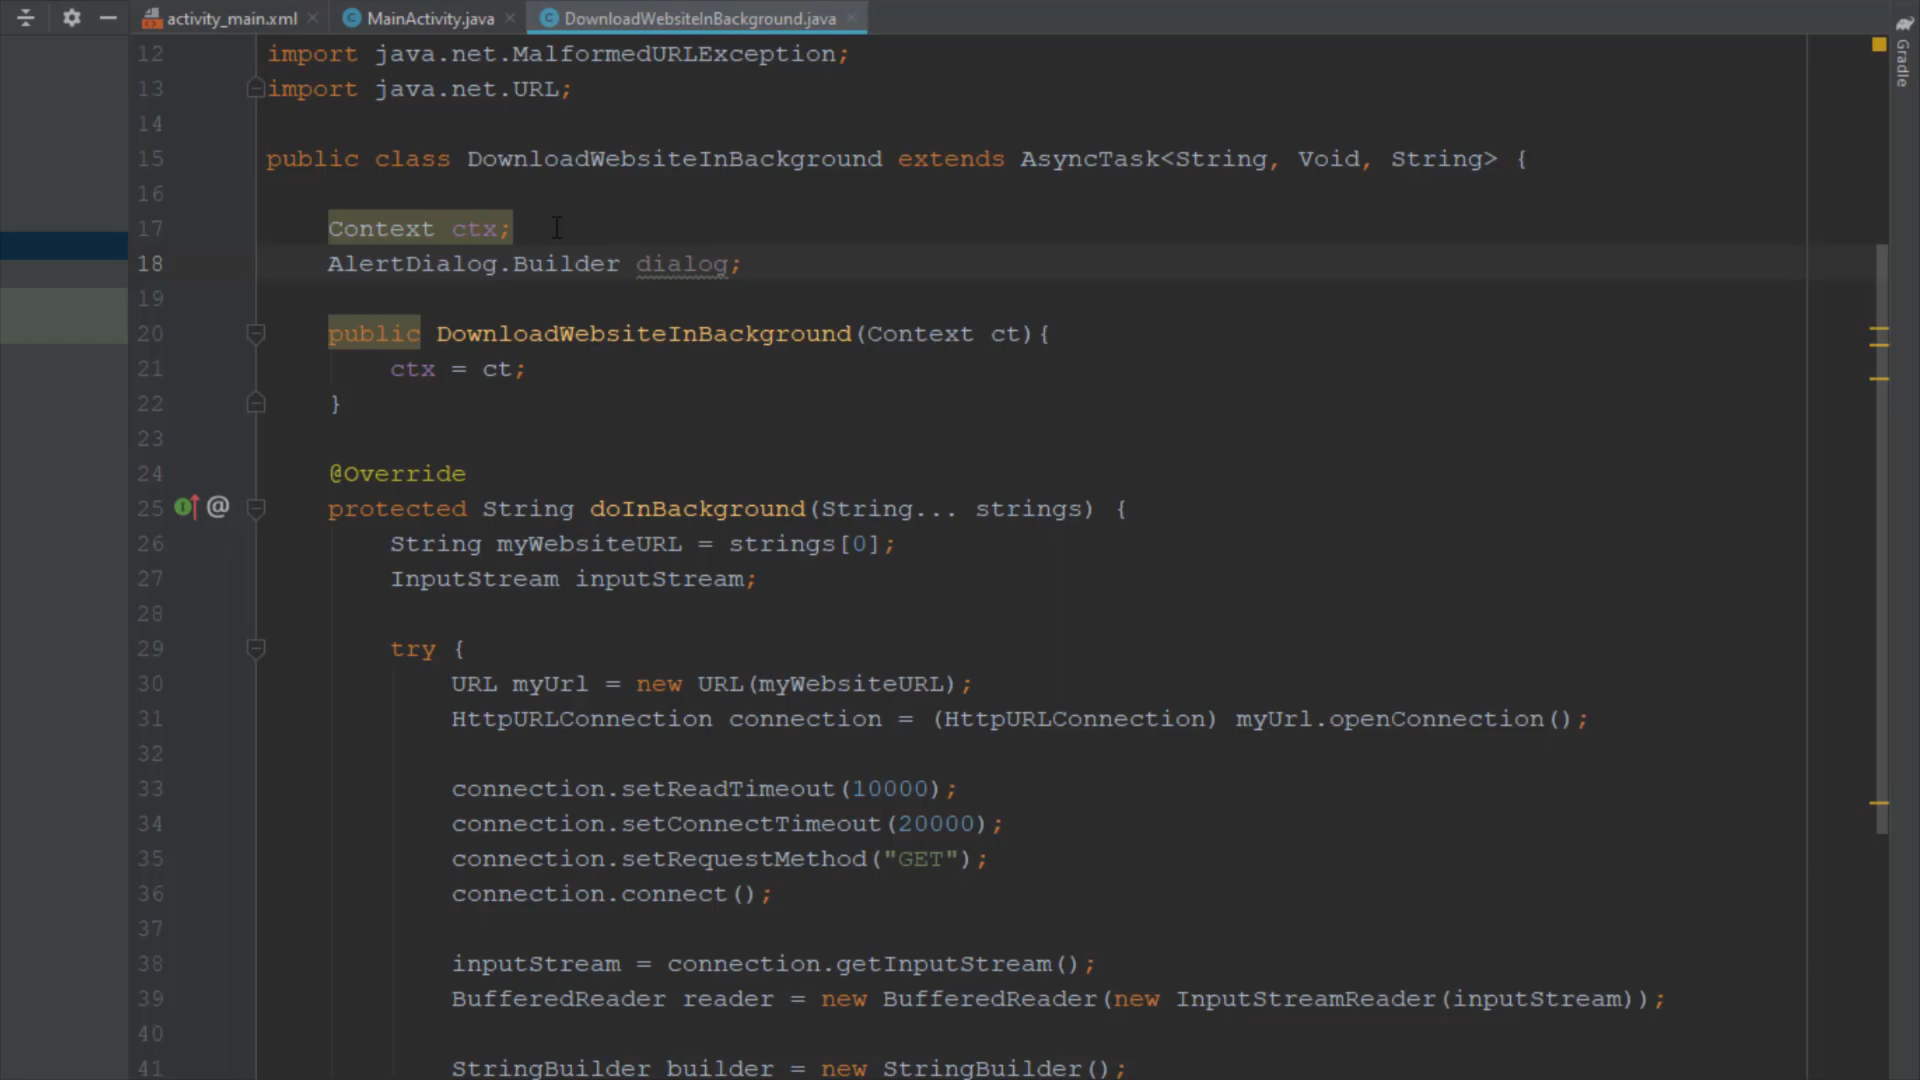 activity_main.xml
MainActivity.java
DownloadWebsiteInBackground.java
Gradle
12 import java.net.MalformedURLException;
13 import java.net.URL;
14
15 public class DownloadWebsiteInBackground extends AsyncTask<String, Void, String> {
16
17 Context ctx;
18 AlertDialog.Builder dialog;
19
20 public DownloadWebsiteInBackground(Context ct){
21 ctx = ct;
22 }
23
24 @Override
25 @ protected String doInBackground(String... strings) {
26 String myWebsiteURL = strings[0];
27 InputStream inputStream;
28
29 try {
30 URL myUrl = new URL(myWebsiteURL);
31 HttpURLConnection connection = (HttpURLConnection) myUrl.openConnection();
32
33 connection.setReadTimeout(10000);
34 connection.setConnectTimeout(20000);
35 connection.setRequestMethod("GET");
36 connection.connect();
37
38 inputStream = connection.getInputStream();
39 BufferedReader reader = new BufferedReader(new InputStreamReader(inputStream));
40
41 StringBuilder builder = new StringBuilder();